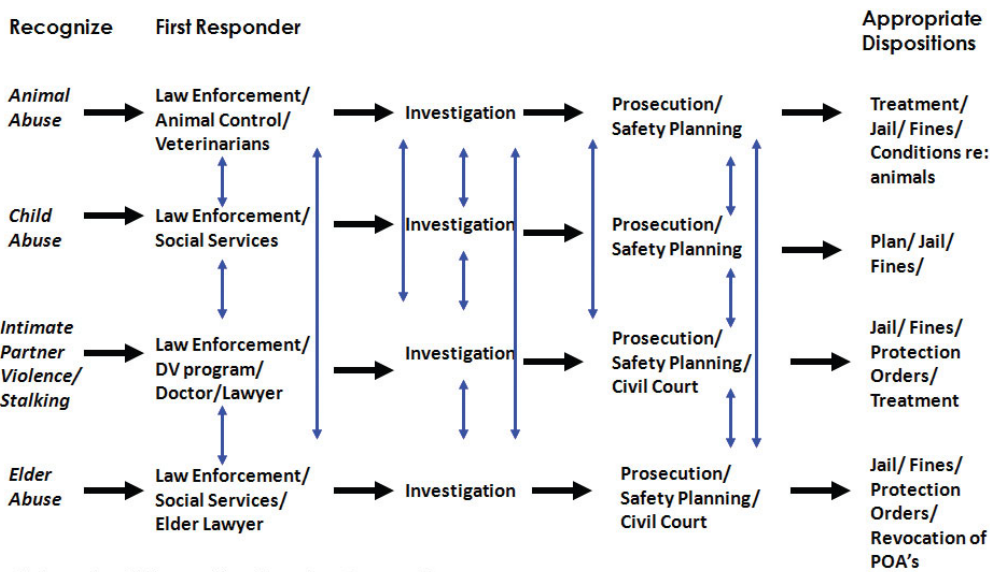 Recognize
First Responder
Appropriate
Dispositions
Animal
Abuse
Law Enforcement/
Animal Control/
Veterinarians
Investigation
Prosecution/
Safety Planning
Treatment/
Jail/ Fines/
Conditions re:
animals
Child
Abuse
Law Enforcement/
Social Services
Investigation
Prosecution/
Safety Planning
Plan/ Jail/
Fines/
Intimate
Partner
Violence/
Stalking
Law Enforcement/
DV program/
Doctor/Lawyer
Investigation
Prosecution/
Safety Planning/
Civil Court
Jail/ Fines/
Protection
Orders/
Treatment
Elder
Abuse
Law Enforcement/
Social Services/
Elder Lawyer
Investigation
Prosecution/
Safety Planning/
Civil Court
Jail/ Fines/
Protection
Orders/
Revocation of
POA's